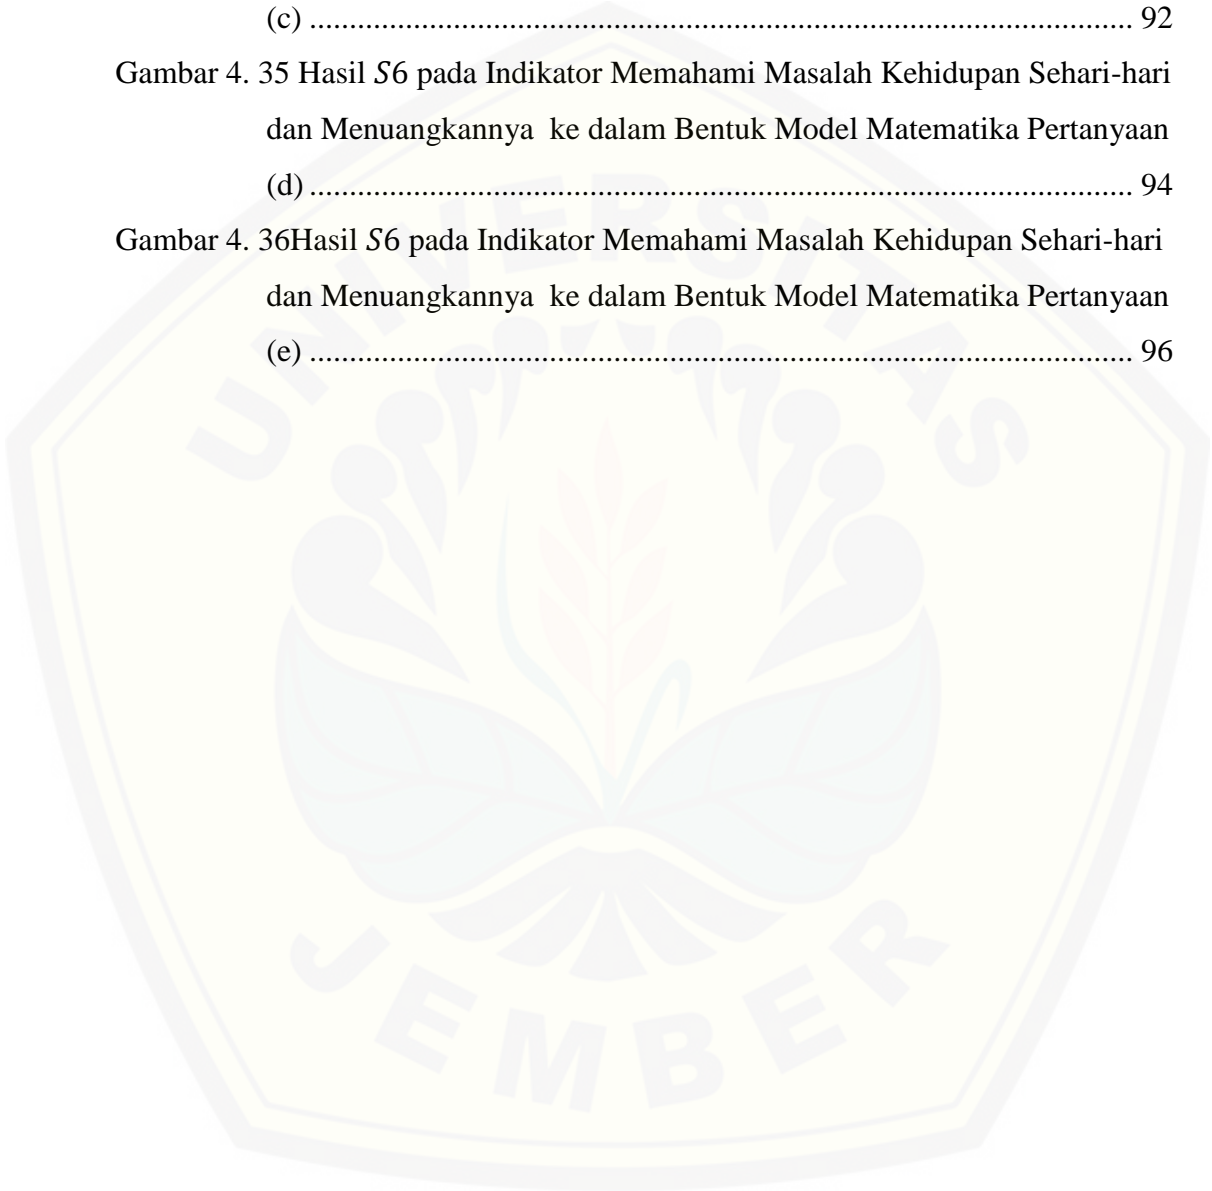 (c) ........................................................................................................ 92
Gambar 4. 35 Hasil 𝑆6 pada Indikator Memahami Masalah Kehidupan Sehari-hari
dan Menuangkannya  ke dalam Bentuk Model Matematika Pertanyaan
(d) ........................................................................................................ 94
Gambar 4. 36Hasil 𝑆6 pada Indikator Memahami Masalah Kehidupan Sehari-hari
dan Menuangkannya  ke dalam Bentuk Model Matematika Pertanyaan
(e) ........................................................................................................ 96
UNIVERSITAS
JEMBER